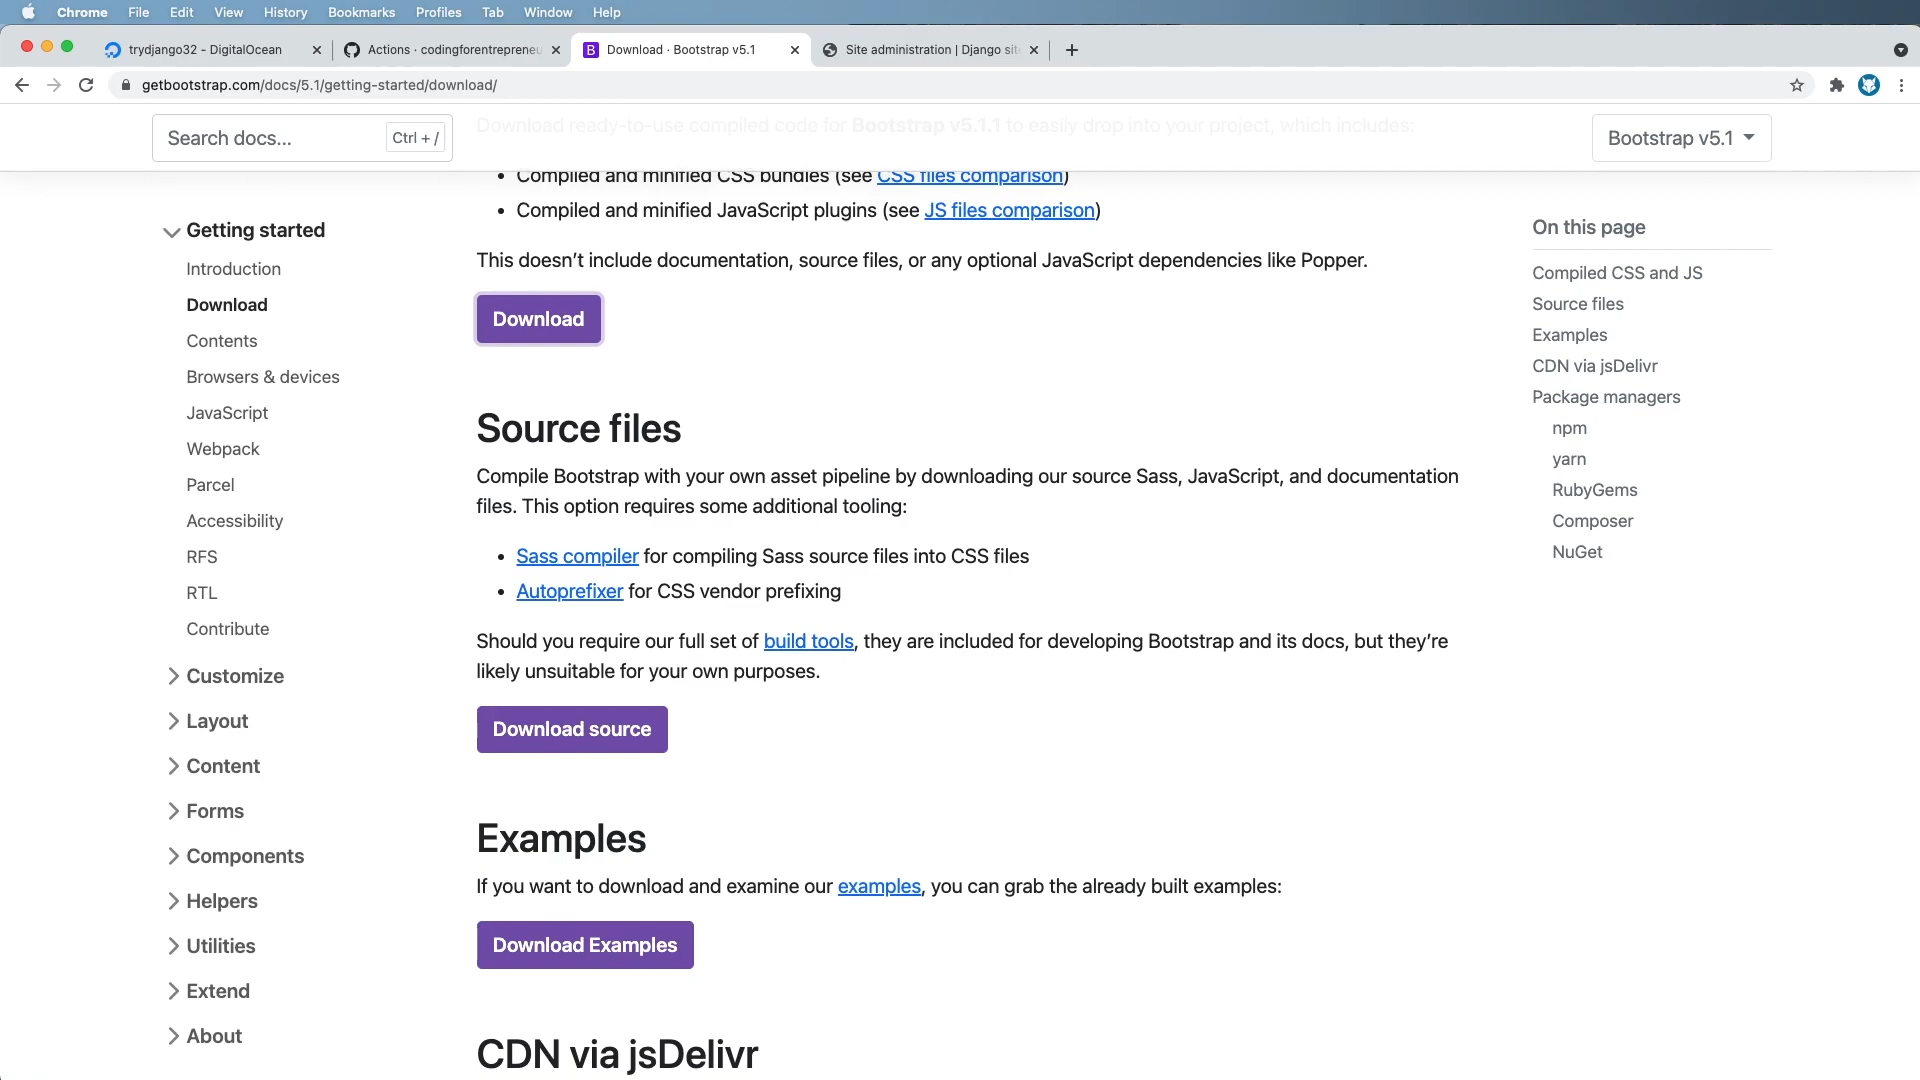 Chrome File Edit View History Bookmarks Profiles Tab Window Help
trydjango32 - DigitalOcean
Actions · codingforentrepreneu
Download · Bootstrap v5.1
Site administration | Django site
getbootstrap.com/docs/5.1/getting-started/download/
Search docs... Ctrl + /
Download ready-to-use compiled code for Bootstrap v5.1.1 to easily drop into your project, which includes:
Bootstrap v5.1
• Compiled and minified CSS bundles (see CSS files comparison)
• Compiled and minified JavaScript plugins (see JS files comparison)
This doesn’t include documentation, source files, or any optional JavaScript dependencies like Popper.
Download
Source files
Compile Bootstrap with your own asset pipeline by downloading our source Sass, JavaScript, and documentation
files. This option requires some additional tooling:
• Sass compiler for compiling Sass source files into CSS files
• Autoprefixer for CSS vendor prefixing
Should you require our full set of build tools, they are included for developing Bootstrap and its docs, but they’re
likely unsuitable for your own purposes.
Download source
Examples
If you want to download and examine our examples, you can grab the already built examples:
Download Examples
CDN via jsDelivr
Getting started
Introduction
Download
Contents
Browsers & devices
JavaScript
Webpack
Parcel
Accessibility
RFS
RTL
Contribute
Customize
Layout
Content
Forms
Components
Helpers
Utilities
Extend
About
On this page
Compiled CSS and JS
Source files
Examples
CDN via jsDelivr
Package managers
npm
yarn
RubyGems
Composer
NuGet